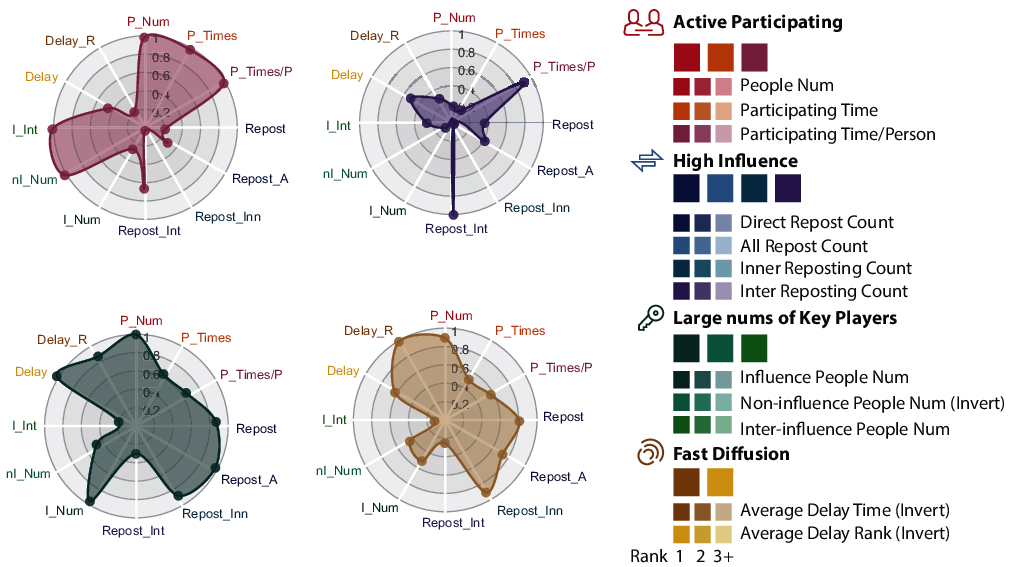 P_Num
Delay_R
P_Times
Delay
P_Times/P
I_Int
Repost
nI_Num
Repost_A
I_Num
Repost_Inn
Repost_Int
1
0.8
0.6
0.4
0.2
P_Num
Delay_R
P_Times
Delay
P_Times/P
I_Int
Repost
nI_Num
Repost_A
I_Num
Repost_Inn
Repost_Int
1
0.8
0.6
0.4
0.2
P_Num
Delay_R
P_Times
Delay
P_Times/P
I_Int
Repost
nI_Num
Repost_A
I_Num
Repost_Inn
Repost_Int
1
0.8
0.6
0.4
0.2
P_Num
Delay_R
P_Times
Delay
P_Times/P
I_Int
Repost
nI_Num
Repost_A
I_Num
Repost_Inn
Repost_Int
1
0.8
0.6
0.4
0.2
Active Participating
People Num
Participating Time
Participating Time/Person
High Influence
Direct Repost Count
All Repost Count
Inner Reposting Count
Inter Reposting Count
Large nums of Key Players
Influence People Num
Non-influence People Num (Invert)
Inter-influence People Num
Fast Diffusion
Average Delay Time (Invert)
Average Delay Rank (Invert)
Rank 1 2 3+